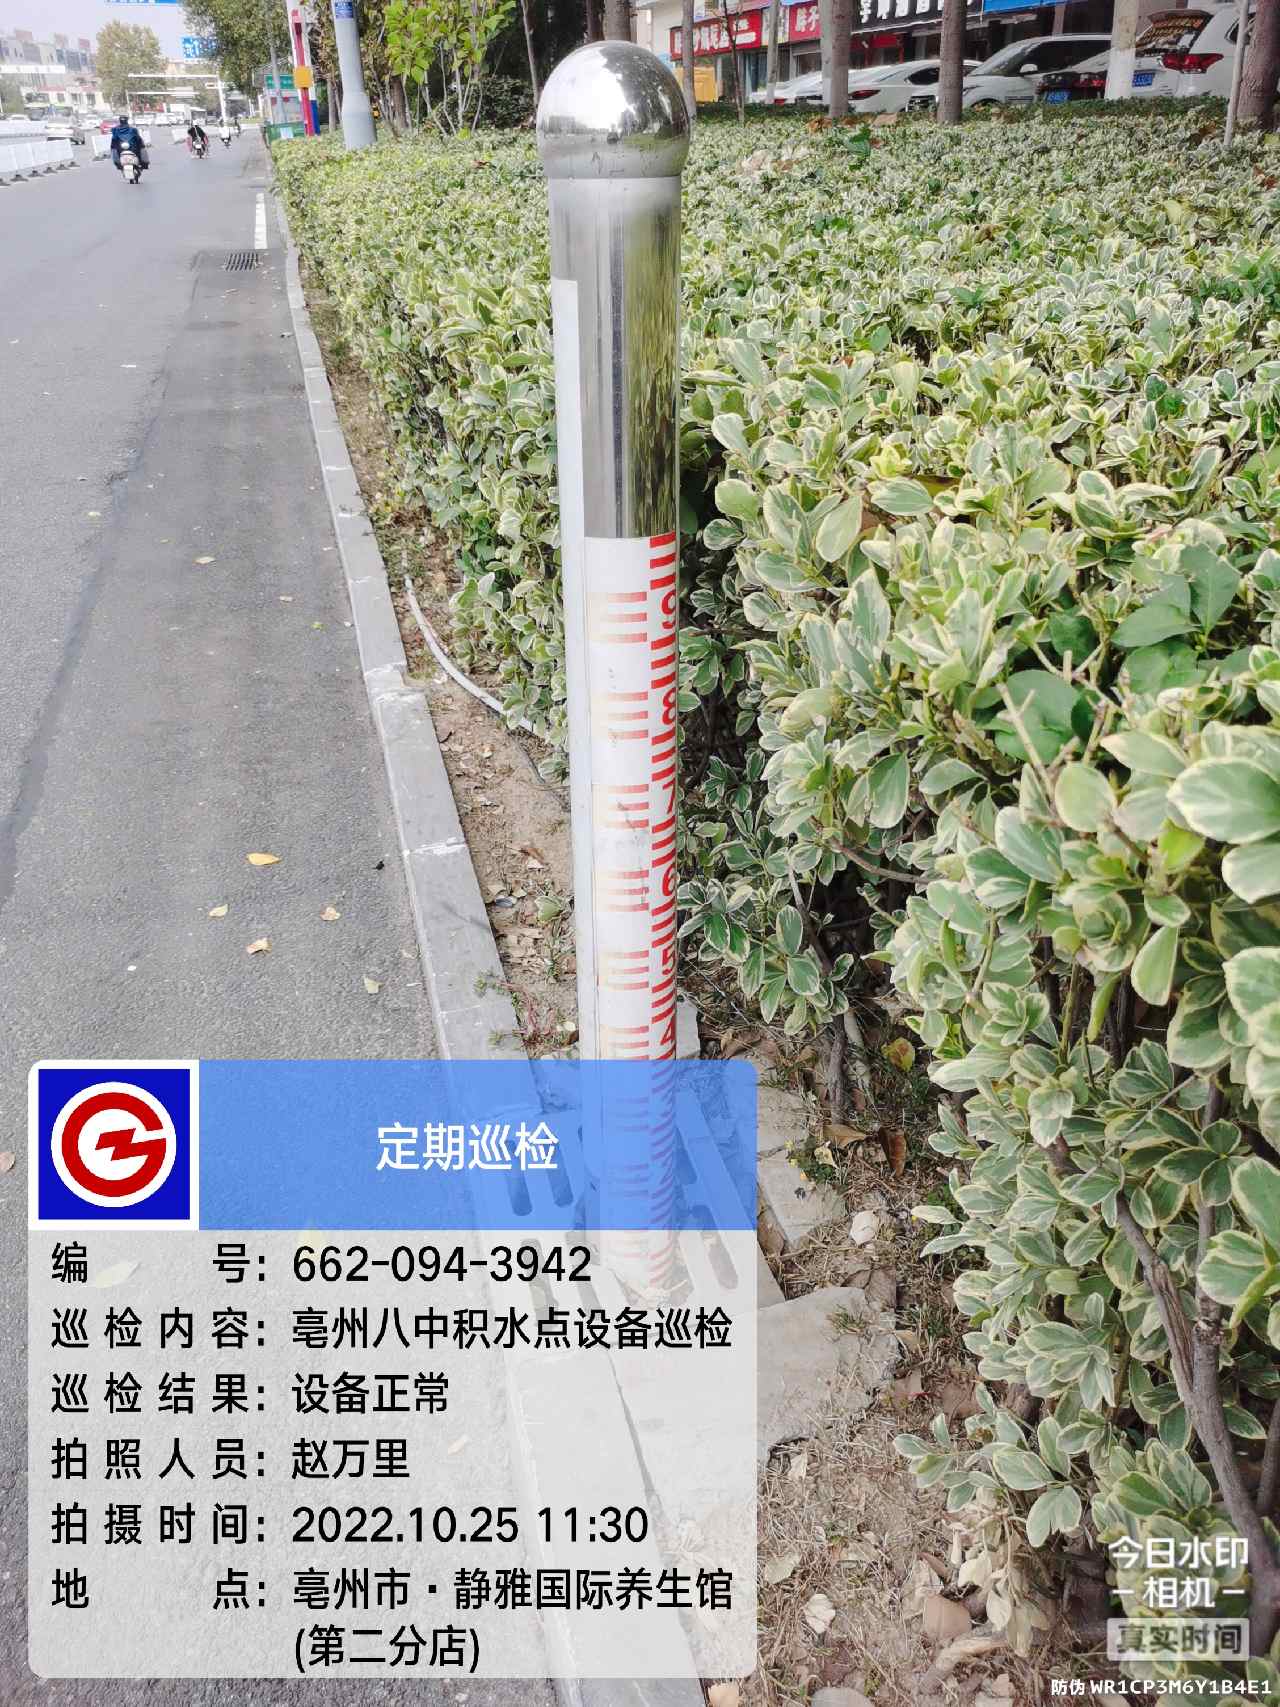 9
8
7
6
5
4
定期巡检
编号：662-094-3942
巡检内容：亳州八中积水点设备巡检
巡检结果：设备正常
拍照人员：赵万里
拍摄时间：2022.10.25 11:30
地点：亳州市·静雅国际养生馆
(第二分店)
今日水印
相机
真实时间
防伪 WR1CP3M6Y1B4E1